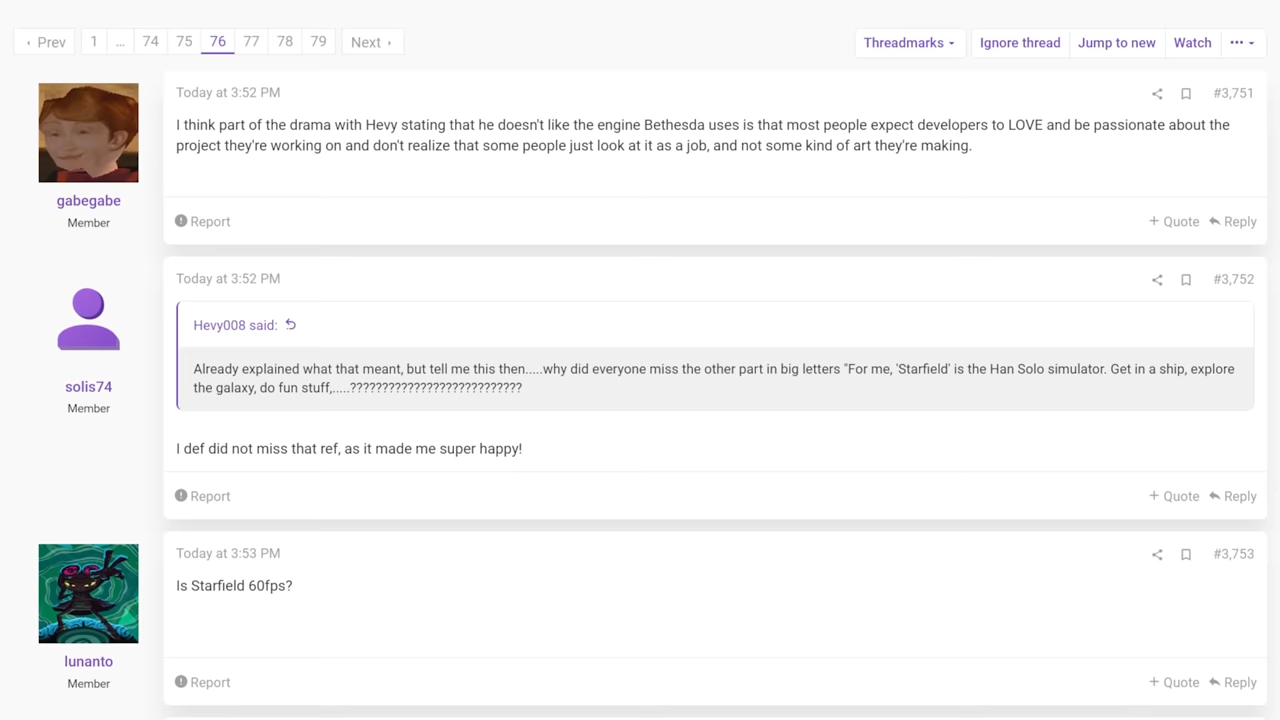 Prev 1 ... 74 75 76 77 78 79 Next
Threadmarks Ignore thread Jump to new Watch •••
gabegabe
Member
Today at 3:52 PM
#3,751
I think part of the drama with Hevy stating that he doesn't like the engine Bethesda uses is that most people expect developers to LOVE and be passionate about the
project they're working on and don't realize that some people just look at it as a job, and not some kind of art they're making.
Report
+ Quote Reply
solis74
Member
Today at 3:52 PM
#3,752
Hevy008 said:
Already explained what that meant, but tell me this then.....why did everyone miss the other part in big letters "For me, 'Starfield' is the Han Solo simulator. Get in a ship, explore
the galaxy, do fun stuff,.....???????????????????????????
I def did not miss that ref, as it made me super happy!
Report
+ Quote Reply
lunanto
Member
Today at 3:53 PM
#3,753
Is Starfield 60fps?
Report
+ Quote Reply